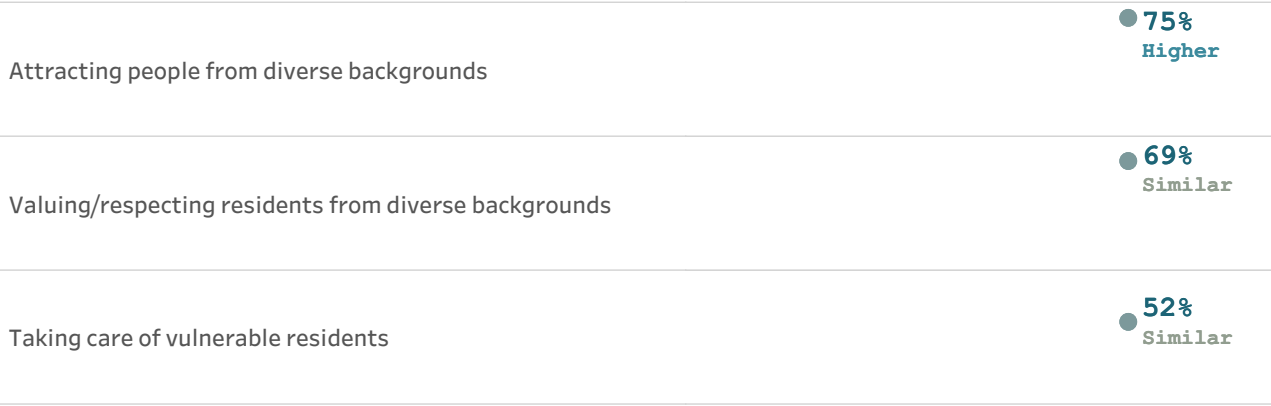 75%
Higher
Attracting people from diverse backgrounds
69%
Similar
Valuing/respecting residents from diverse backgrounds
52%
Similar
Taking care of vulnerable residents